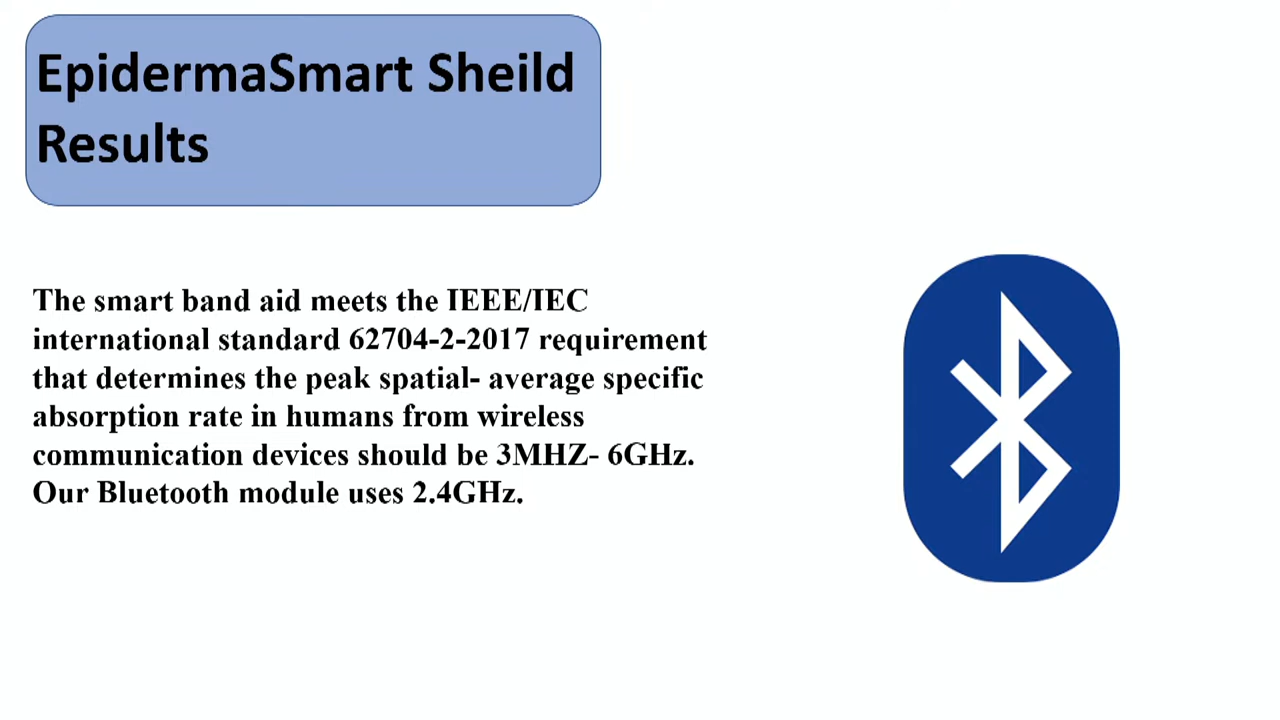 EpidermaSmart Sheild
Results
The smart band aid meets the IEEE/IEC
international standard 62704-2-2017 requirement
that determines the peak spatial- average specific
absorption rate in humans from wireless
communication devices should be 3MHZ- 6GHz.
Our Bluetooth module uses 2.4GHz.